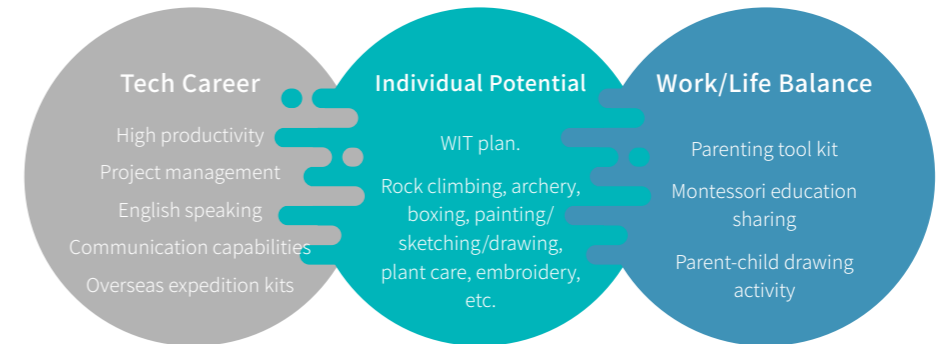 Tech Career
High productivity
Project management
English speaking
Communication capabilities
Overseas expedition kits
Individual Potential
WIT plan.
Rock climbing, archery,
boxing, painting/
sketching/drawing,
plant care, embroidery,
etc.
Work/Life Balance
Parenting tool kit
Montessori education
sharing
Parent-child drawing
activity